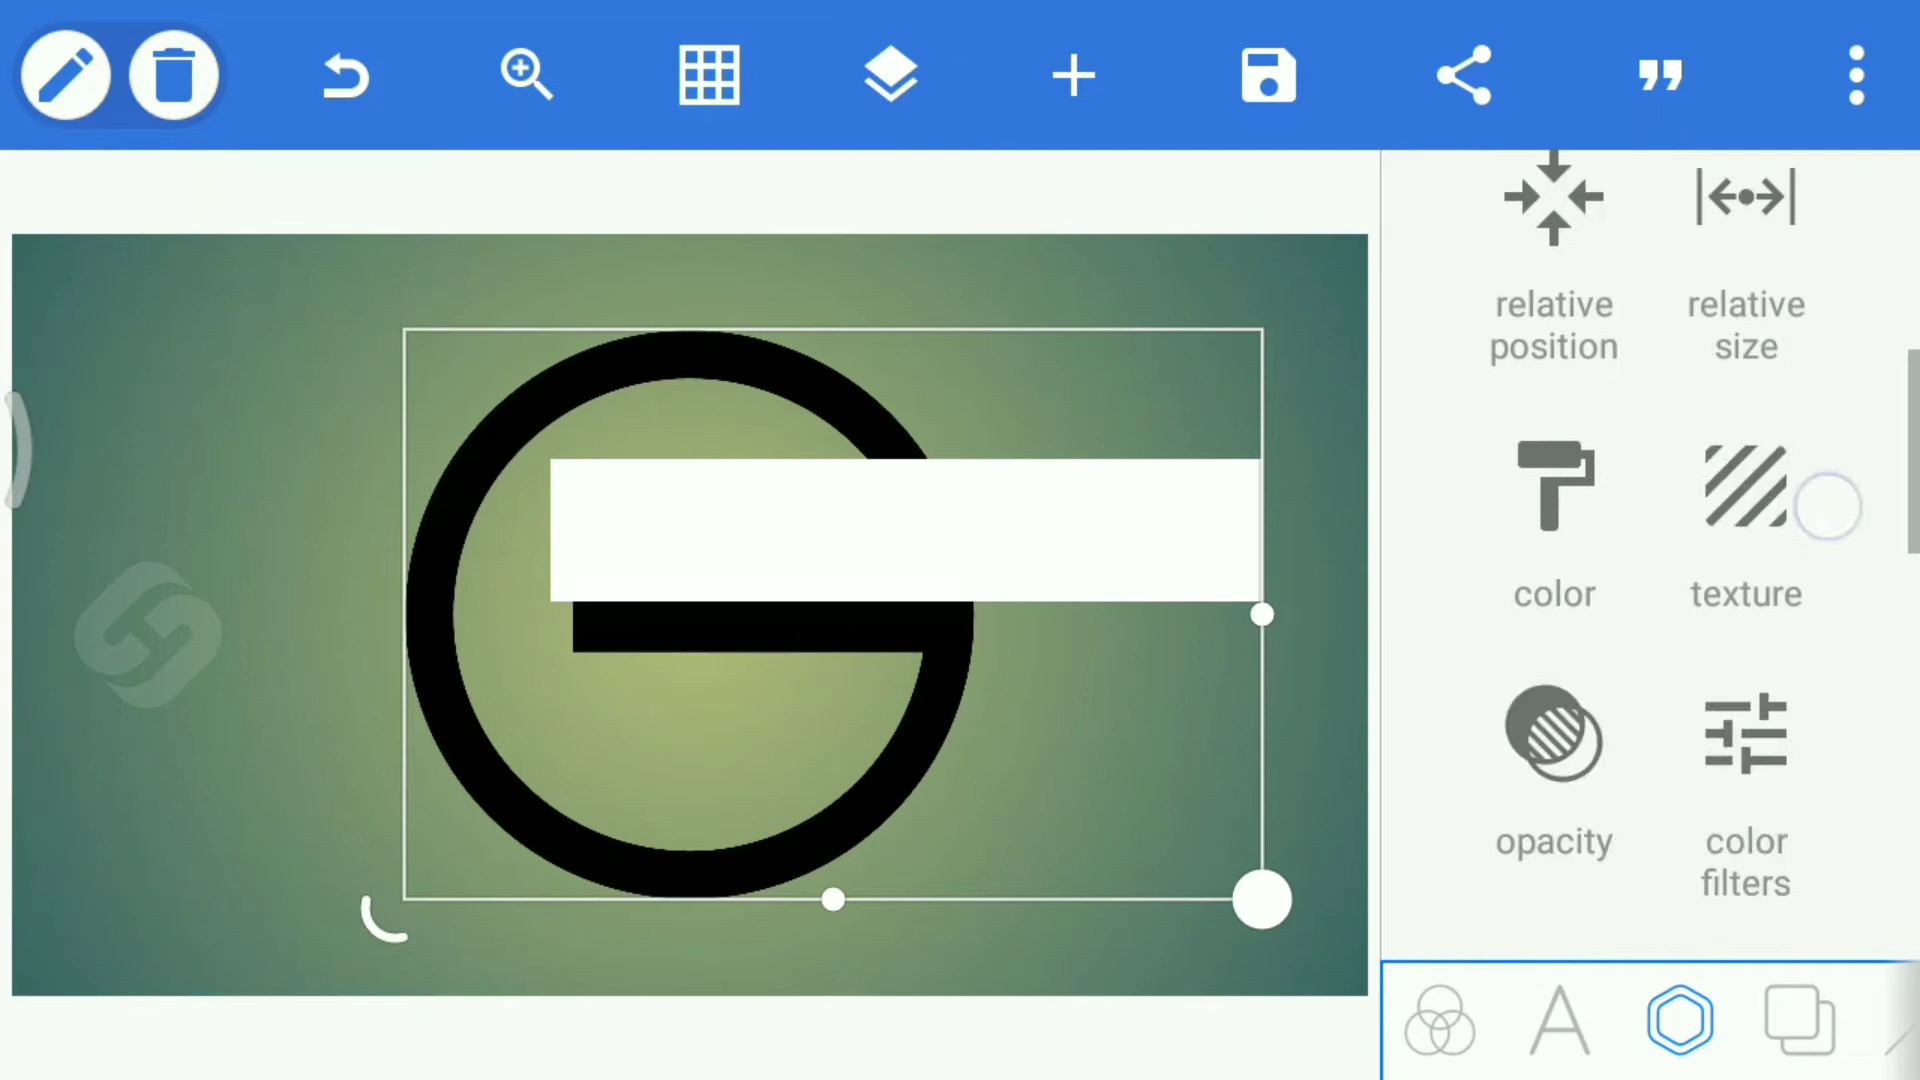 relative
position
relative
size
color
texture
opacity
color
filters